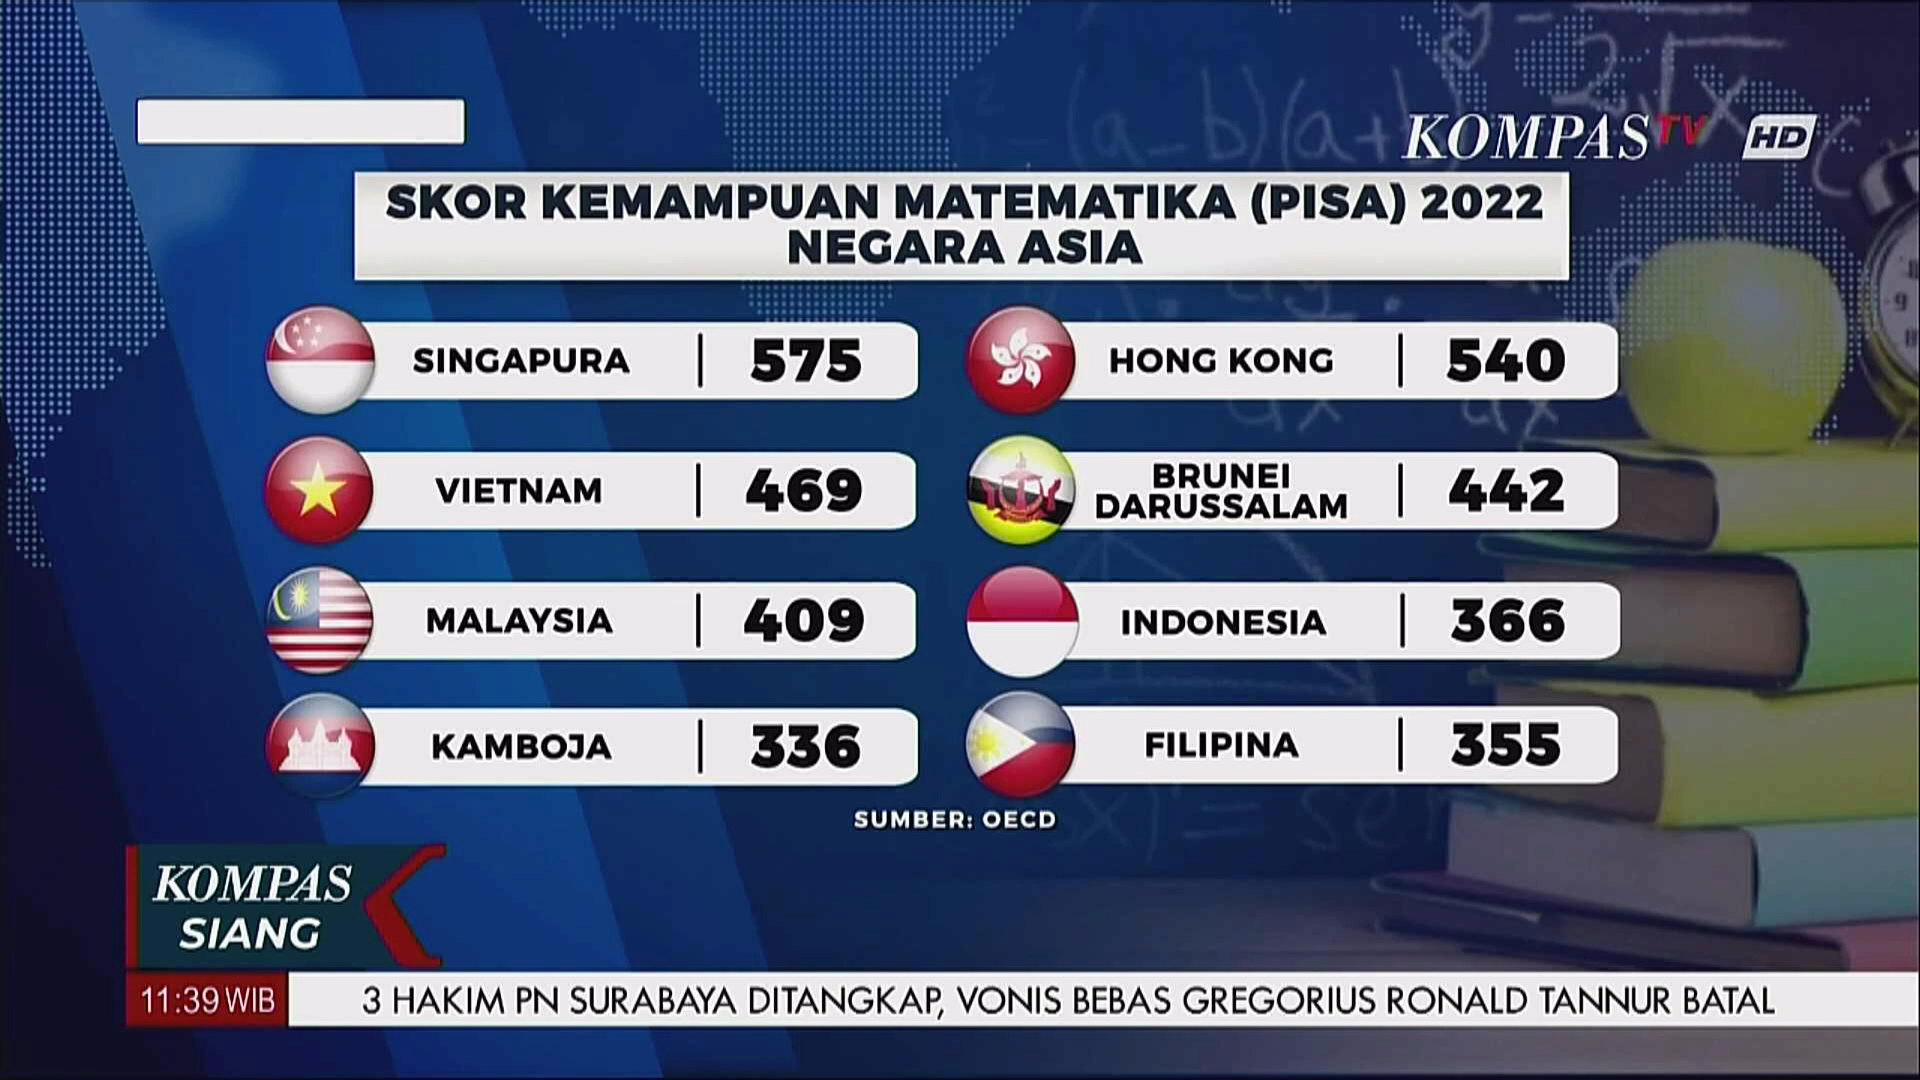 KOMPAS TV HD
SKOR KEMAMPUAN MATEMATIKA (PISA) 2022
NEGARA ASIA
SINGAPURA | 575
HONG KONG | 540
VIETNAM | 469
BRUNEI
DARUSSALAM | 442
MALAYSIA | 409
INDONESIA | 366
KAMBOJA | 336
FILIPINA | 355
SUMBER: OECD
KOMPAS
SIANG
11:39 WIB
3 HAKIM PN SURABAYA DITANGKAP, VONIS BEBAS GREGORIUS RONALD TANNUR BATAL